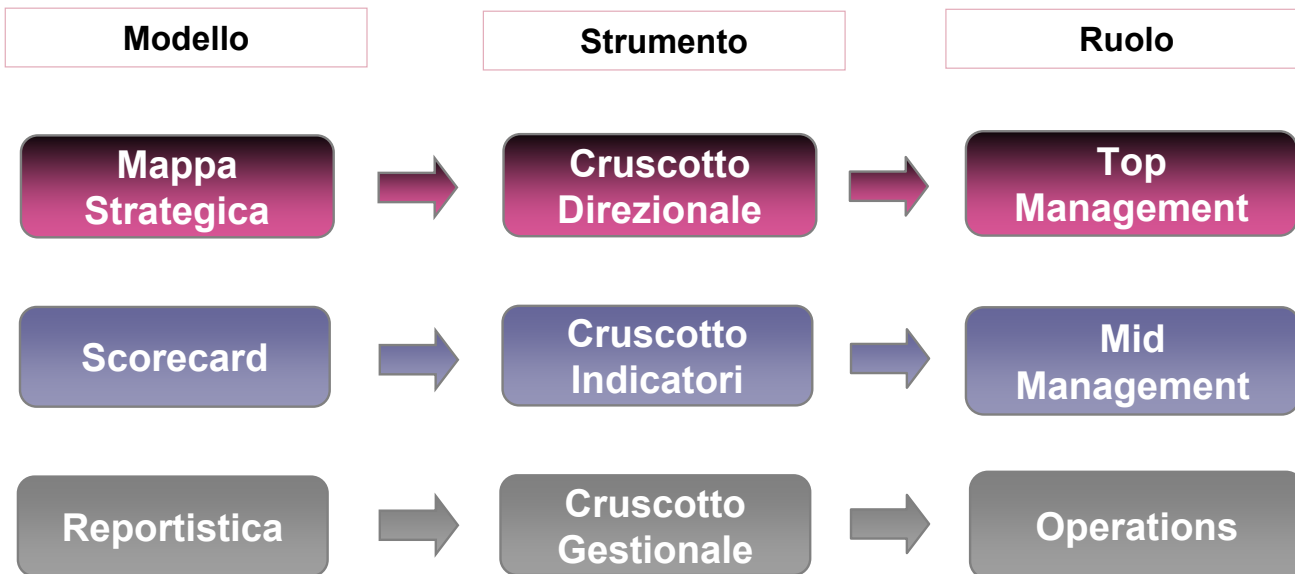 Modello
Strumento
Ruolo
Mappa
Strategica
Cruscotto
Direzionale
Top
Management
Scorecard
Cruscotto
Indicatori
Mid
Management
Reportistica
Cruscotto
Gestionale
Operations